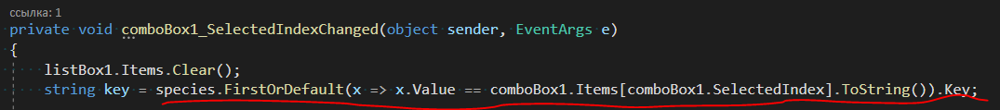 ссылка: 1
private void comboBox1_SelectedIndexChanged(object sender, EventArgs e)
{
listBox1.Items.Clear();
string key = species.FirstOrDefault(x => x.Value == comboBox1.Items[comboBox1.SelectedIndex].ToString()).Key;